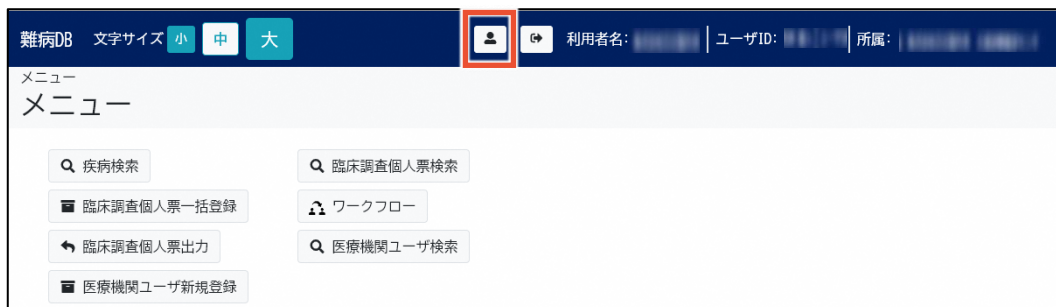 難病DB 文字サイズ 小 中 大 利用者名: ユーザID: 所属:
メニュー
メニュー
疾病検索 臨床調査個人票検索
臨床調査個人票一括登録 ワークフロー
臨床調査個人票出力 医療機関ユーザ検索
医療機関ユーザ新規登録